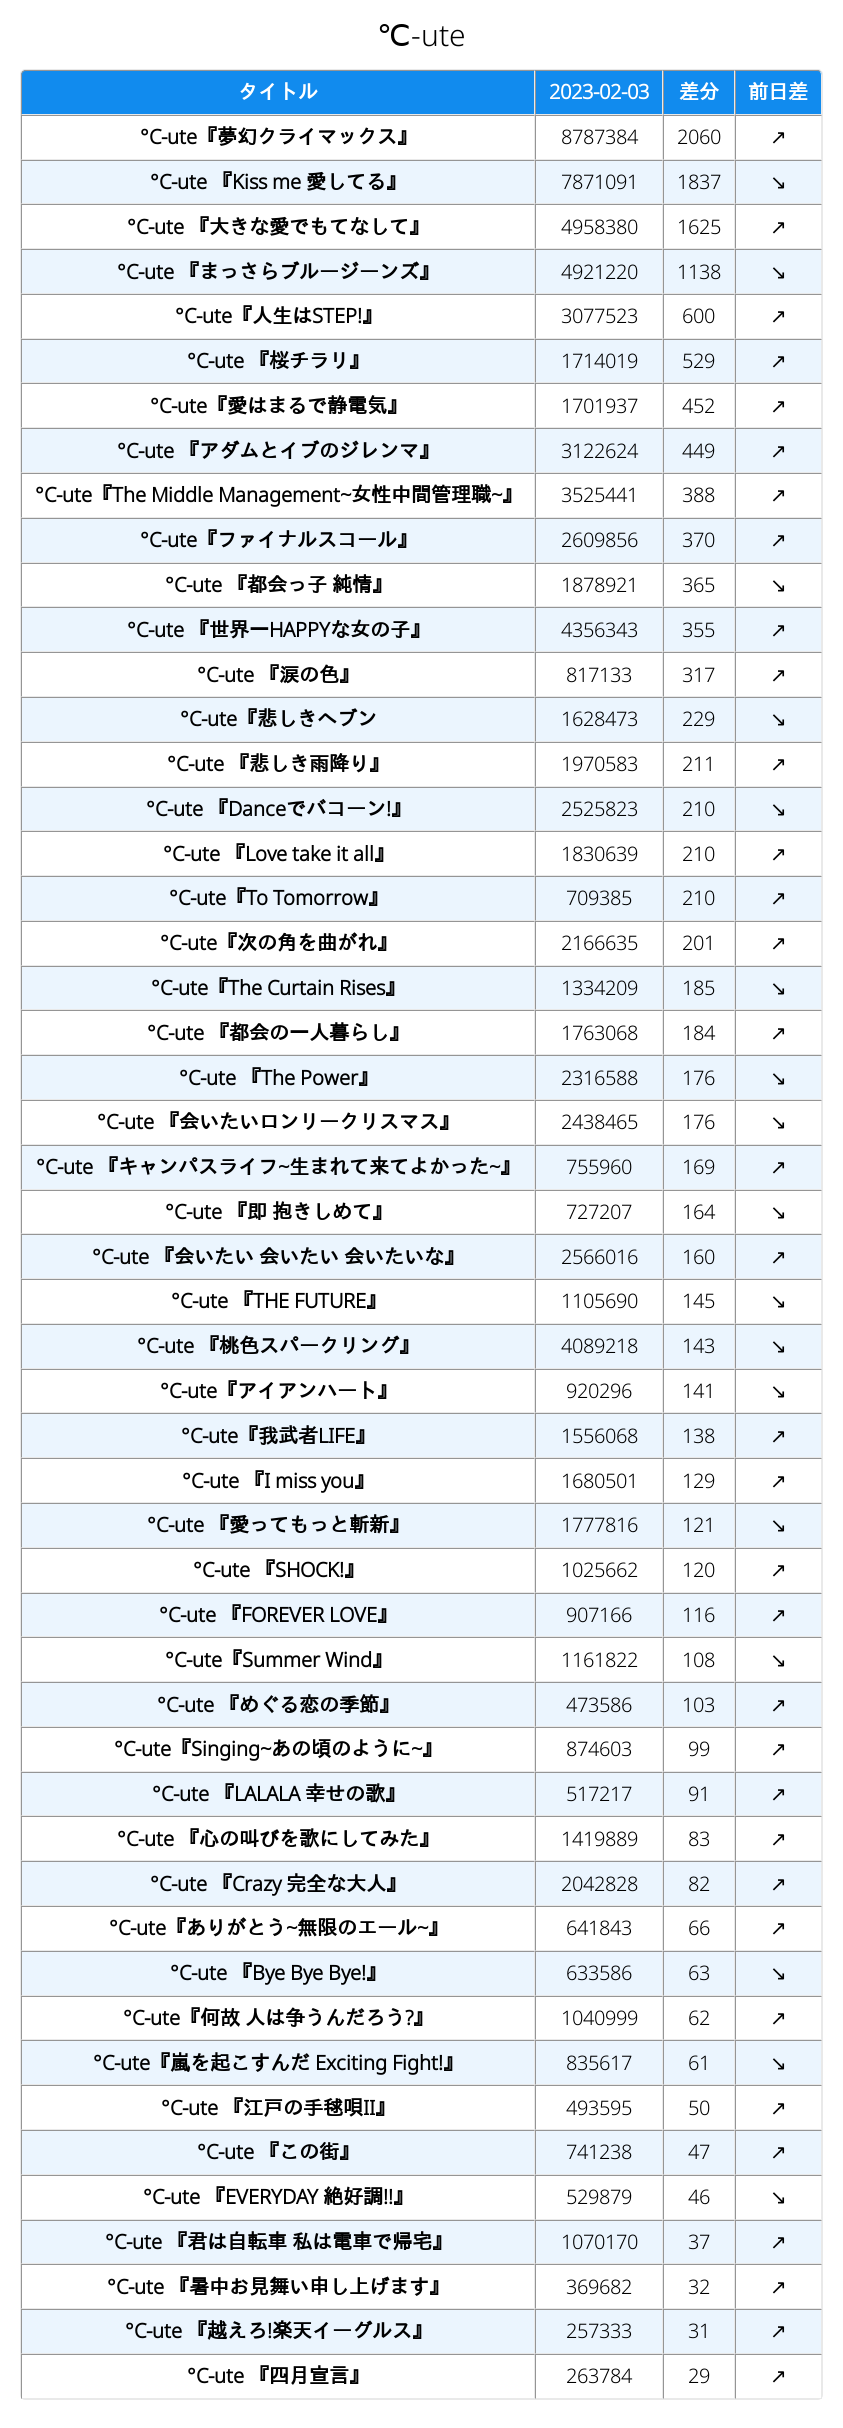 ℃-ute
タイトル 2023-02-03 差分 前日差
℃-ute『夢幻クライマックス』 8787384 2060 ↗
℃-ute 『Kiss me 愛してる』 7871091 1837 ↘
℃-ute 『大きな愛でもてなして』 4958380 1625 ↗
℃-ute 『まっさらブルージーンズ』 4921220 1138 ↘
℃-ute『人生はSTEP!』 3077523 600 ↗
℃-ute 『桜チラリ』 1714019 529 ↗
℃-ute『愛はまるで静電気』 1701937 452 ↗
℃-ute 『アダムとイブのジレンマ』 3122624 449 ↗
℃-ute『The Middle Management~女性中間管理職~』 3525441 388 ↗
℃-ute『ファイナルスコール』 2609856 370 ↗
℃-ute 『都会っ子 純情』 1878921 365 ↘
℃-ute 『世界一HAPPYな女の子』 4356343 355 ↗
℃-ute 『涙の色』 817133 317 ↗
℃-ute『悲しきヘブン 1628473 229 ↘
℃-ute 『悲しき雨降り』 1970583 211 ↗
℃-ute 『Danceでバコーン!』 2525823 210 ↘
℃-ute 『Love take it all』 1830639 210 ↗
℃-ute『To Tomorrow』 709385 210 ↗
℃-ute『次の角を曲がれ』 2166635 201 ↗
℃-ute『The Curtain Rises』 1334209 185 ↘
℃-ute 『都会の一人暮らし』 1763068 184 ↗
℃-ute 『The Power』 2316588 176 ↘
℃-ute 『会いたいロンリークリスマス』 2438465 176 ↘
℃-ute 『キャンパスライフ~生まれて来てよかった~』 755960 169 ↗
℃-ute 『即 抱きしめて』 727207 164 ↘
℃-ute 『会いたい 会いたい 会いたいな』 2566016 160 ↗
℃-ute 『THE FUTURE』 1105690 145 ↘
℃-ute 『桃色スパークリング』 4089218 143 ↘
℃-ute『アイアンハート』 920296 141 ↘
℃-ute『我武者LIFE』 1556068 138 ↗
℃-ute 『I miss you』 1680501 129 ↗
℃-ute 『愛ってもっと斬新』 1777816 121 ↘
℃-ute 『SHOCK!』 1025662 120 ↗
℃-ute 『FOREVER LOVE』 907166 116 ↗
℃-ute『Summer Wind』 1161822 108 ↘
℃-ute 『めぐる恋の季節』 473586 103 ↗
℃-ute『Singing~あの頃のように~』 874603 99 ↗
℃-ute 『LALALA 幸せの歌』 517217 91 ↗
℃-ute 『心の叫びを歌にしてみた』 1419889 83 ↗
℃-ute 『Crazy 完全な大人』 2042828 82 ↗
℃-ute『ありがとう~無限のエール~』 641843 66 ↗
℃-ute 『Bye Bye Bye!』 633586 63 ↘
℃-ute『何故 人は争うんだろう?』 1040999 62 ↗
℃-ute『嵐を起こすんだ Exciting Fight!』 835617 61 ↘
℃-ute 『江戸の手毬唄II』 493595 50 ↗
℃-ute 『この街』 741238 47 ↗
℃-ute 『EVERYDAY 絶好調!!』 529879 46 ↘
℃-ute 『君は自転車 私は電車で帰宅』 1070170 37 ↗
℃-ute 『暑中お見舞い申し上げます』 369682 32 ↗
℃-ute 『越えろ!楽天イーグルス』 257333 31 ↗
℃-ute 『四月宣言』 263784 29 ↗